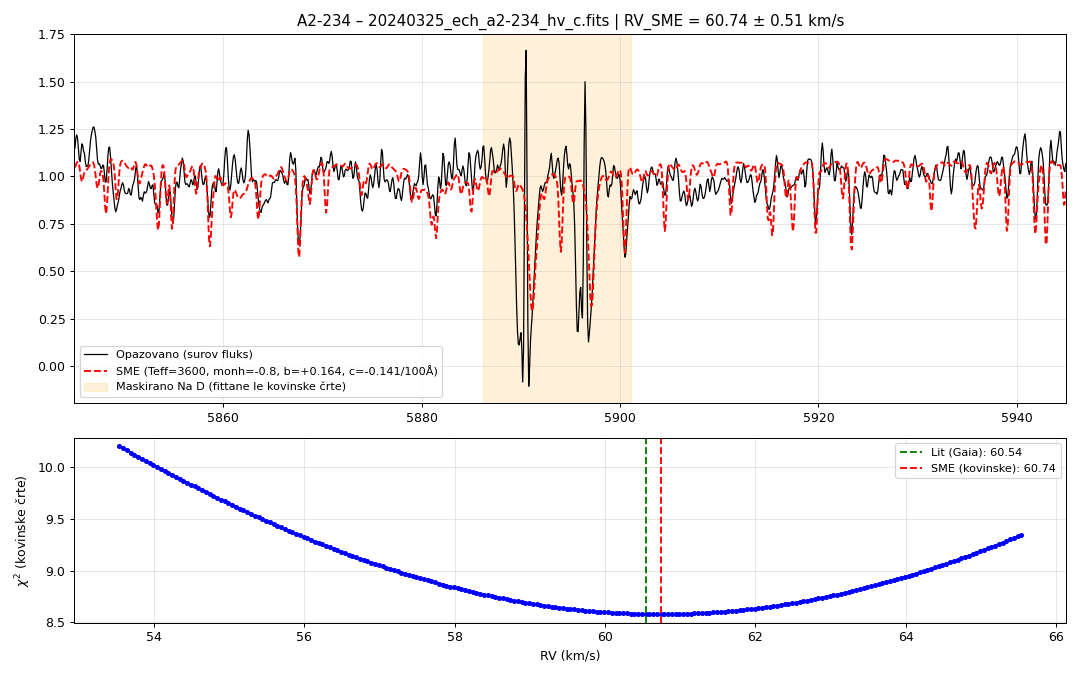 A2-234 – 20240325_ech_a2-234_hv_c.fits | RV_SME = 60.74 ± 0.51 km/s
1.75
1.50
1.25
1.00
0.75
0.50
0.25
0.00
Opazovano (surov fluks)
SME (Teff=3600, monh=-0.8, b=+0.164, c=-0.141/100Å)
Maskirano Na D (fittane le kovinske črte)
5860 5880 5900 5920 5940
χ² (kovinske črte)
10.0
9.5
9.0
8.5
Lit (Gaia): 60.54
SME (kovinske): 60.74
54 56 58 60 62 64 66
RV (km/s)